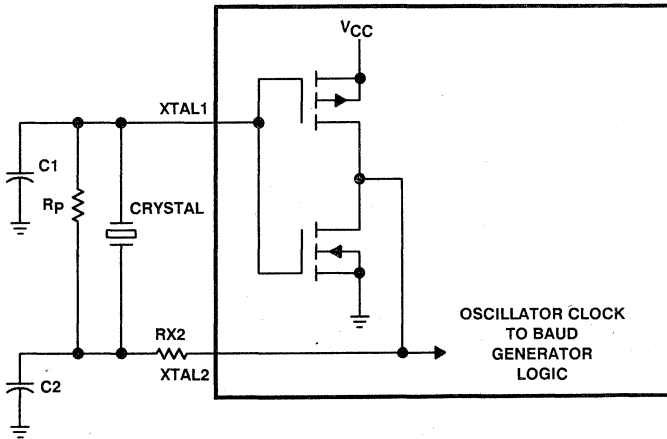 VCC
XTAL1
C1
RP
CRYSTAL
RX2
XTAL2
C2
OSCILLATOR CLOCK
TO BAUD
GENERATOR
LOGIC